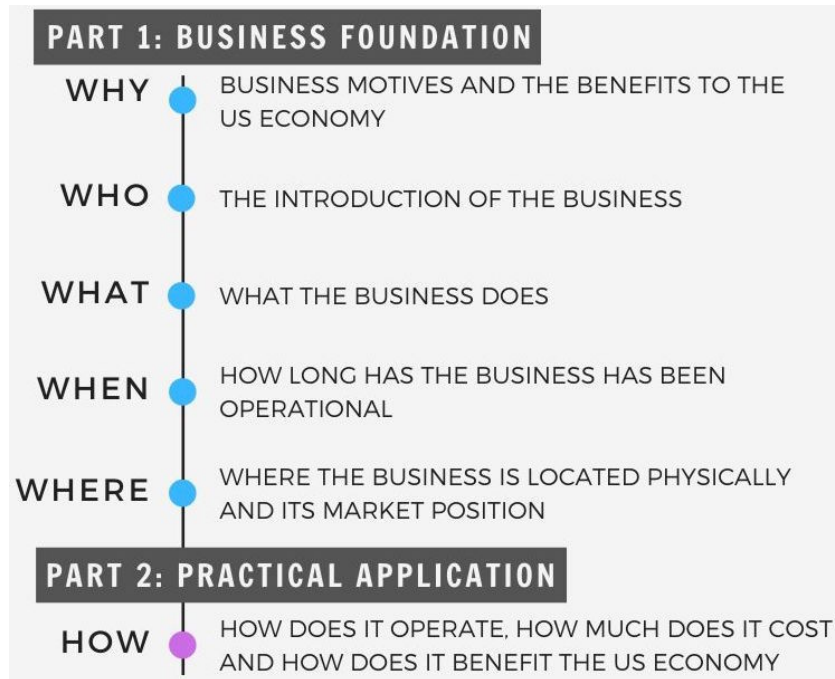 PART 1: BUSINESS FOUNDATION
WHY
BUSINESS MOTIVES AND THE BENEFITS TO THE
US ECONOMY
WHO
THE INTRODUCTION OF THE BUSINESS
WHAT
WHAT THE BUSINESS DOES
WHEN
HOW LONG HAS THE BUSINESS HAS BEEN
OPERATIONAL
WHERE
WHERE THE BUSINESS IS LOCATED PHYSICALLY
AND ITS MARKET POSITION
PART 2: PRACTICAL APPLICATION
HOW
HOW DOES IT OPERATE, HOW MUCH DOES IT COST
AND HOW DOES IT BENEFIT THE US ECONOMY